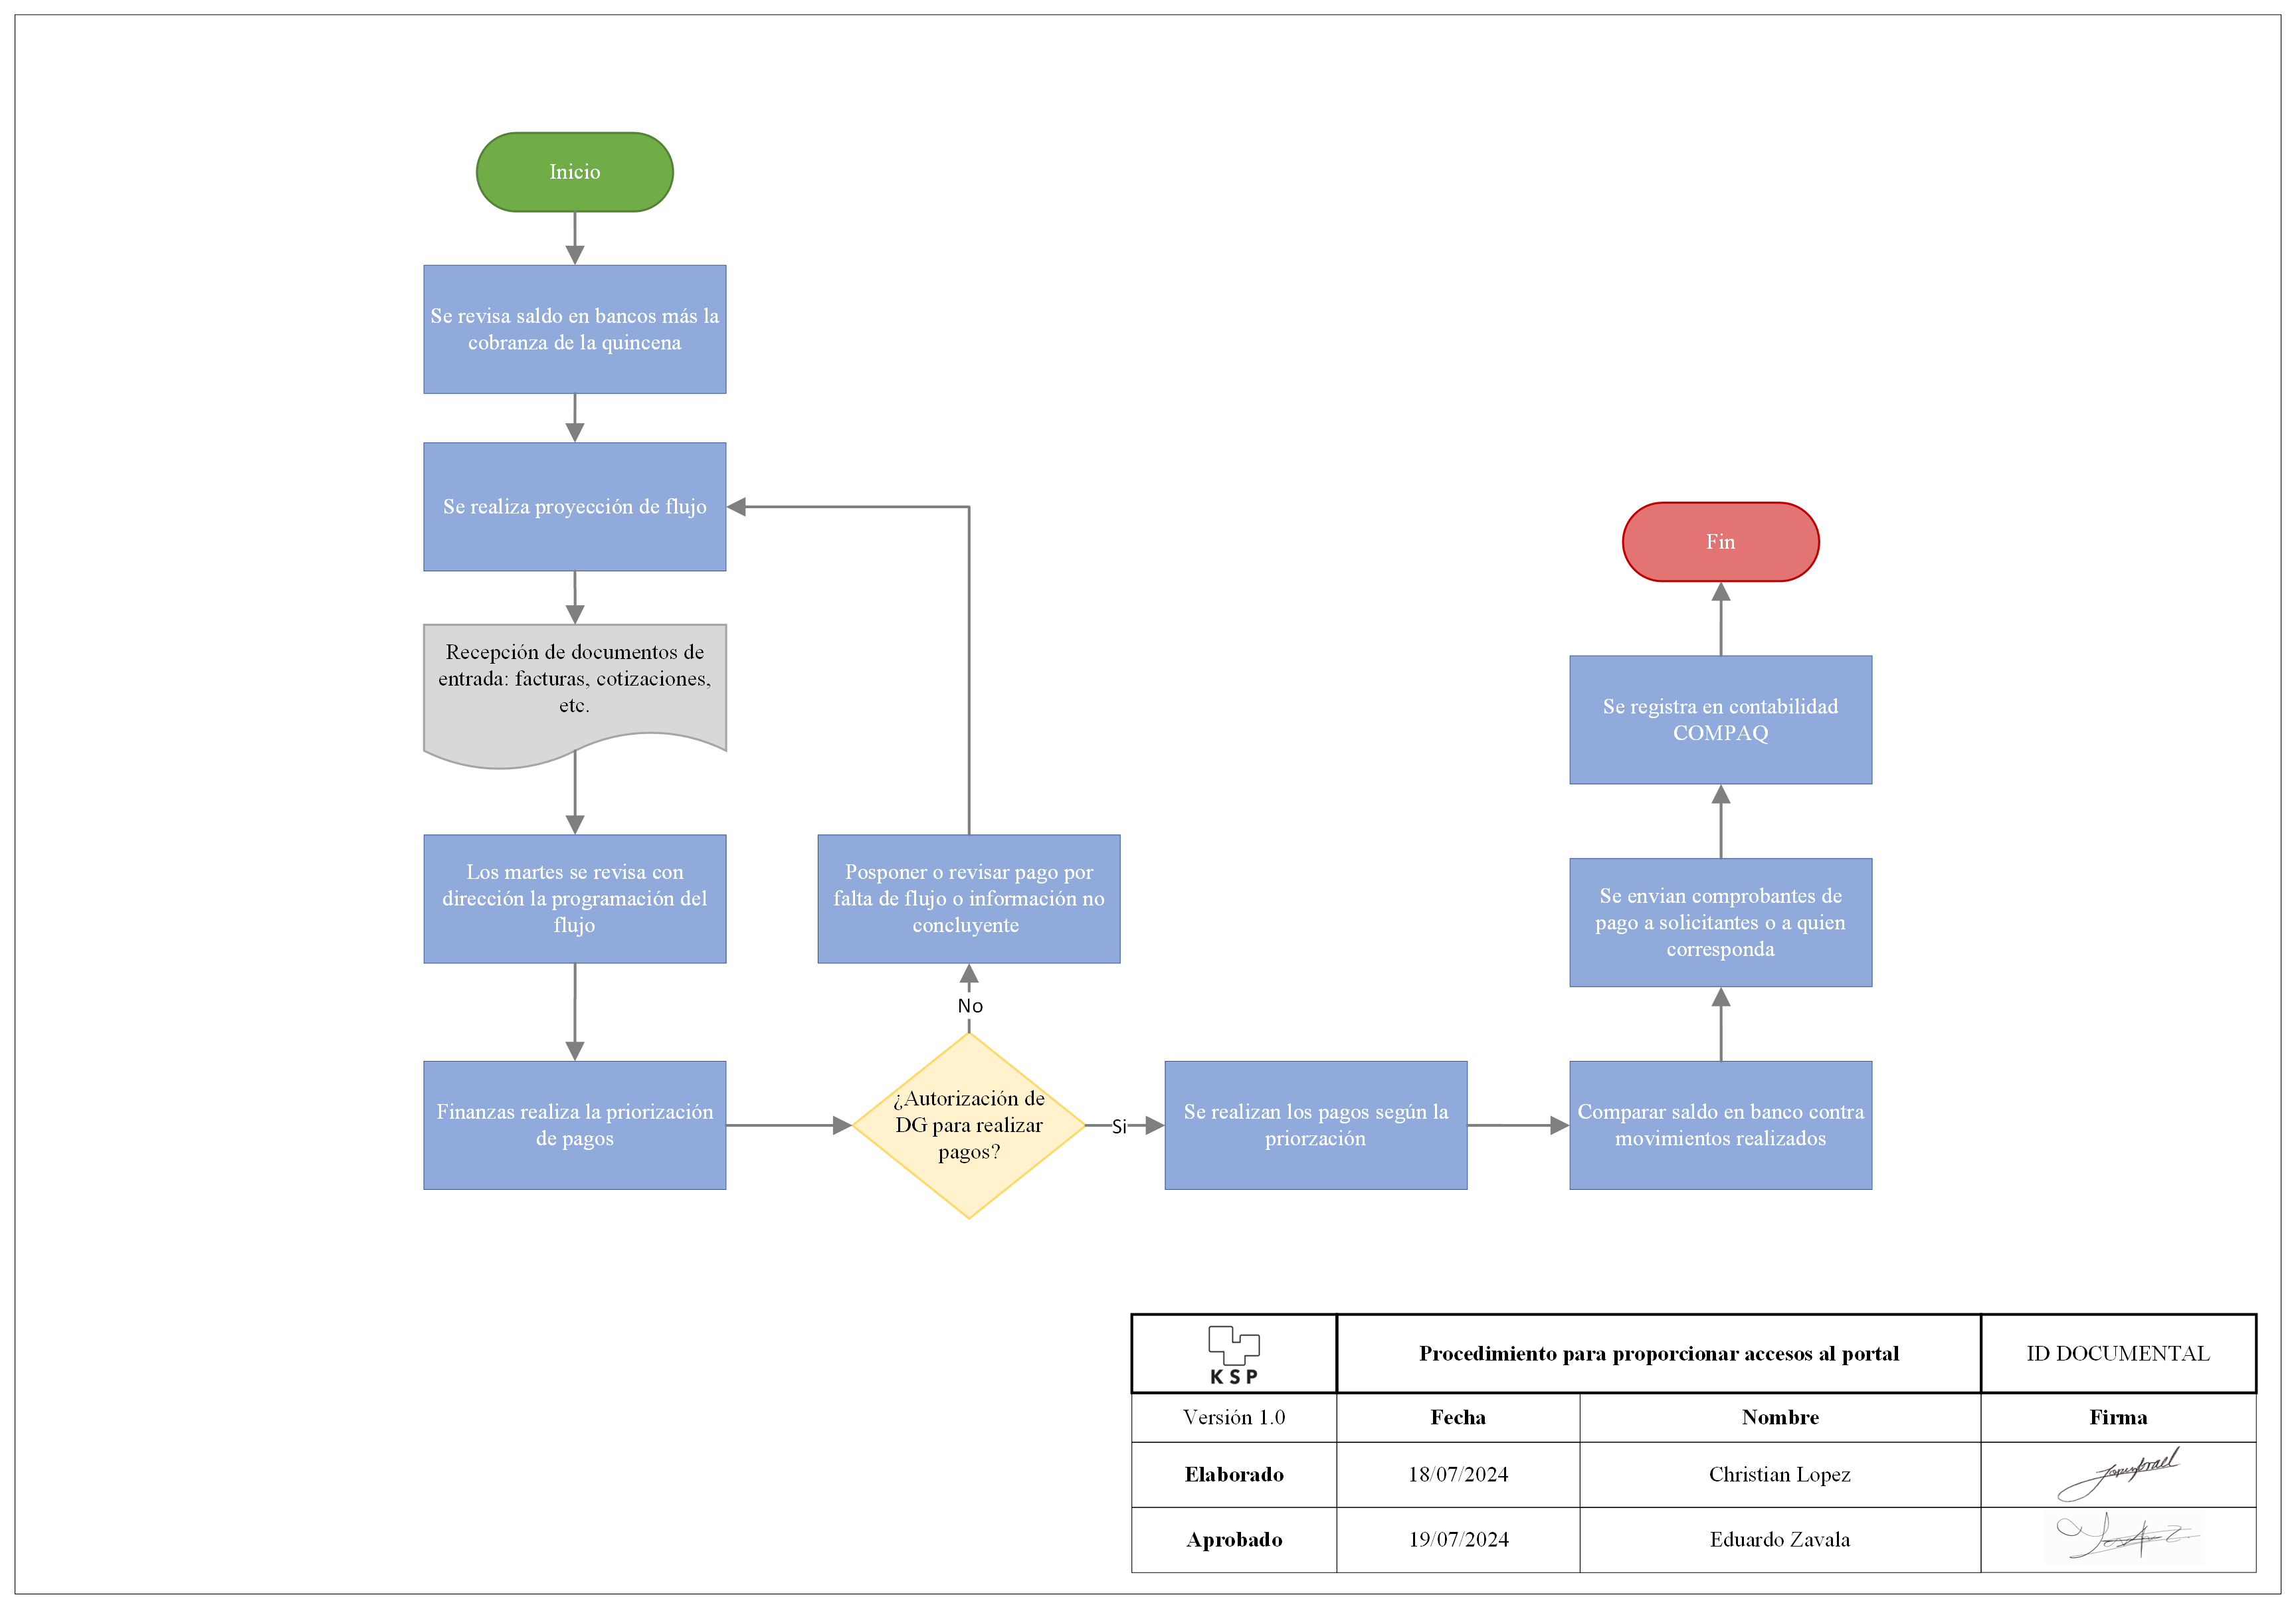 Inicio
Se revisa saldo en bancos más la
cobranza de la quincena
Se realiza proyección de flujo
Recepción de documentos de
entrada: facturas, cotizaciones,
etc.
Los martes se revisa con
dirección la programación del
flujo
Finanzas realiza la priorización
de pagos
¿Autorización de
DG para realizar
pagos?
No
Posponer o revisar pago por
falta de flujo o información no
concluyente
Si
Se realizan los pagos según la
priorzación
Comparar saldo en banco contra
movimientos realizados
Se envían comprobantes de
pago a solicitantes o a quien
corresponda
Se registra en contabilidad
COMPAQ
Fin
KSP
Procedimiento para proporcionar accesos al portal
ID DOCUMENTAL
Versión 1.0
Fecha
Nombre
Firma
Elaborado
18/07/2024
Christian Lopez
Aprobado
19/07/2024
Eduardo Zavala